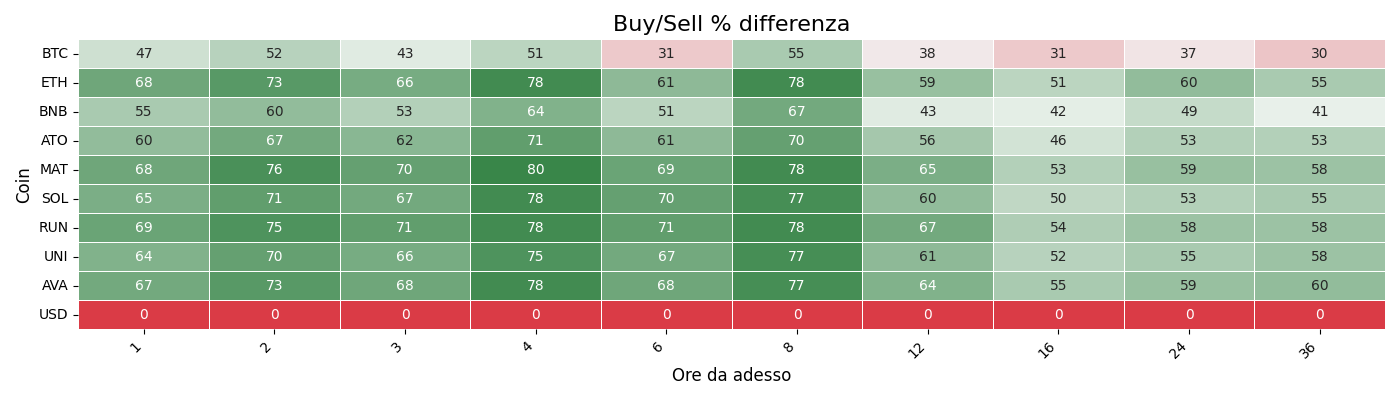 Buy/Sell % differenza
Coin
BTC 47 52 43 51 31 55 38 31 37 30
ETH 68 73 66 78 61 78 59 51 60 55
BNB 55 60 53 64 51 67 43 42 49 41
ATO 60 67 62 71 61 70 56 46 53 53
MAT 68 76 70 80 69 78 65 53 59 58
SOL 65 71 67 78 70 77 60 50 53 55
RUN 69 75 71 78 71 78 67 54 58 58
UNI 64 70 66 75 67 77 61 52 55 58
AVA 67 73 68 78 68 77 64 55 59 60
USD 0 0 0 0 0 0 0 0 0 0
1 2 3 4 6 8 12 16 24 36
Ore da adesso